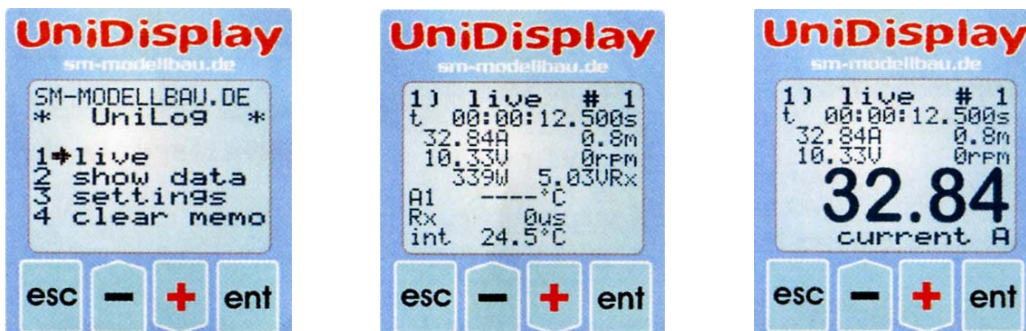 UniDisplay
sm-modellbau.de
SM-MODELLBAU.DE
* UniLog *
1➔live
2 show data
3 settings
4 clear memo
esc − + ent
UniDisplay
sm-modellbau.de
1) live # 1
t 00:00:12.500s
32.84A 0.8m
10.33V 0rpm
339W 5.03VRx
A1 ----°C
Rx 0us
int 24.5°C
esc − + ent
UniDisplay
sm-modellbau.de
1) live # 1
t 00:00:12.500s
32.84A 0.8m
10.33V 0rpm
32.84
current A
esc − + ent